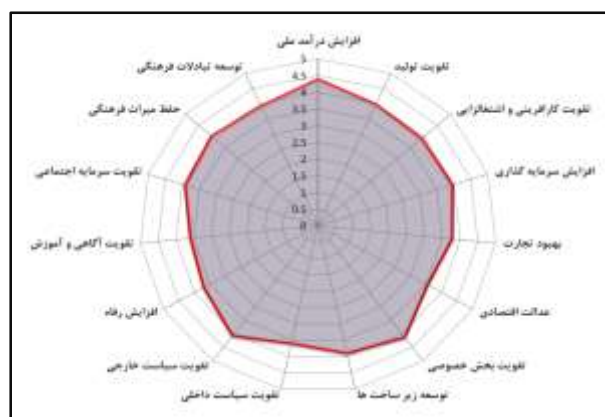 افزایش درآمد ملی
تقویت تولید
تقویت کارآفرینی و اشتغالزایی
افزایش سرمایه گذاری
بهبود تجارت
عدالت اقتصادی
تقویت بخش خصوصی
توسعه زیر ساخت ها
تقویت سیاست داخلی
تقویت سیاست خارجی
افزایش رفاه
تقویت آگاهی و آموزش
تقویت سرمایه اجتماعی
حفظ میراث فرهنگی
توسعه تبادلات فرهنگی
5
4.5
4
3.5
3
2.5
2
1.5
1
0.5
0